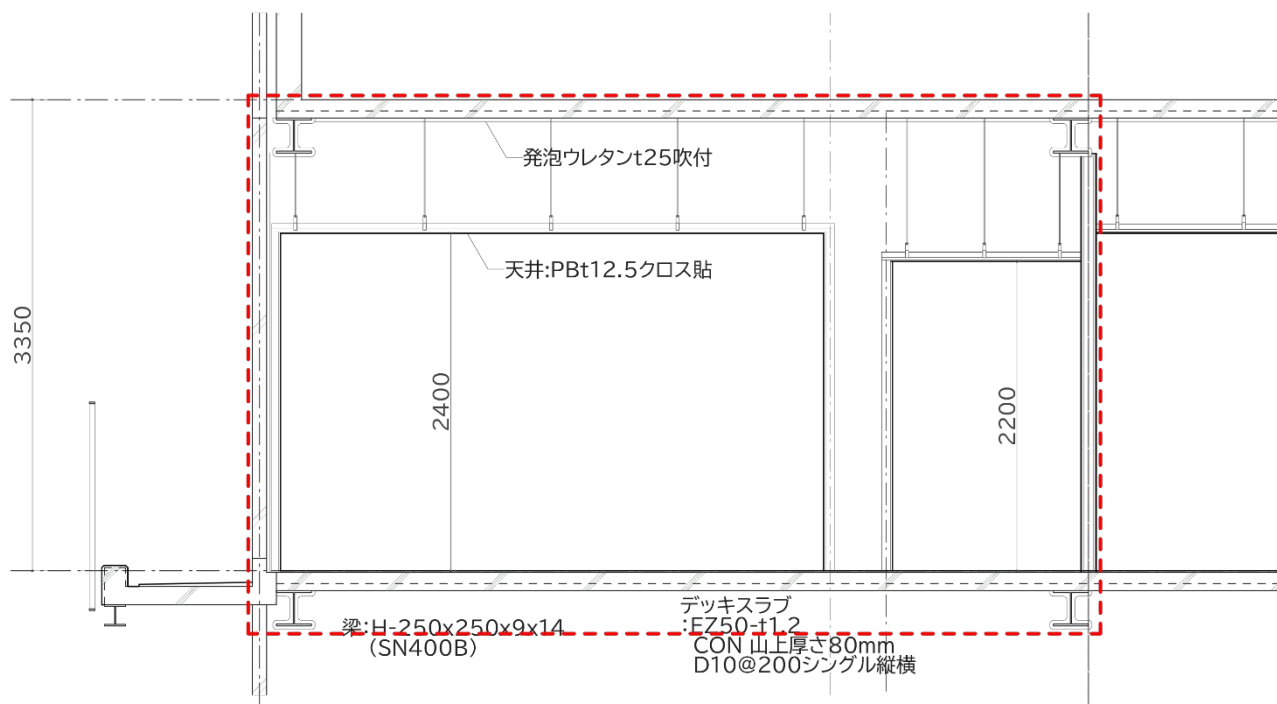 発泡ウレタンt25吹付
天井:PBt12.5クロス貼
3350
2400
2200
梁:H-250x250x9x14
(SN400B)
デッキスラブ
:EZ50-t1.2
CON 山上厚さ80mm
D10@200シングル縦横